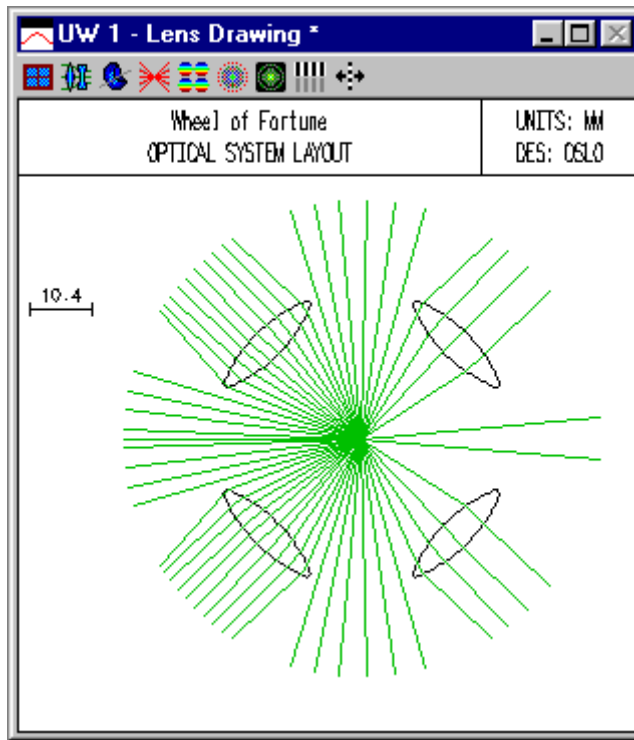 UW 1 - Lens Drawing *
Wheel of Fortune
OPTICAL SYSTEM LAYOUT
UNITS: MM
DES: OSLO
10.4